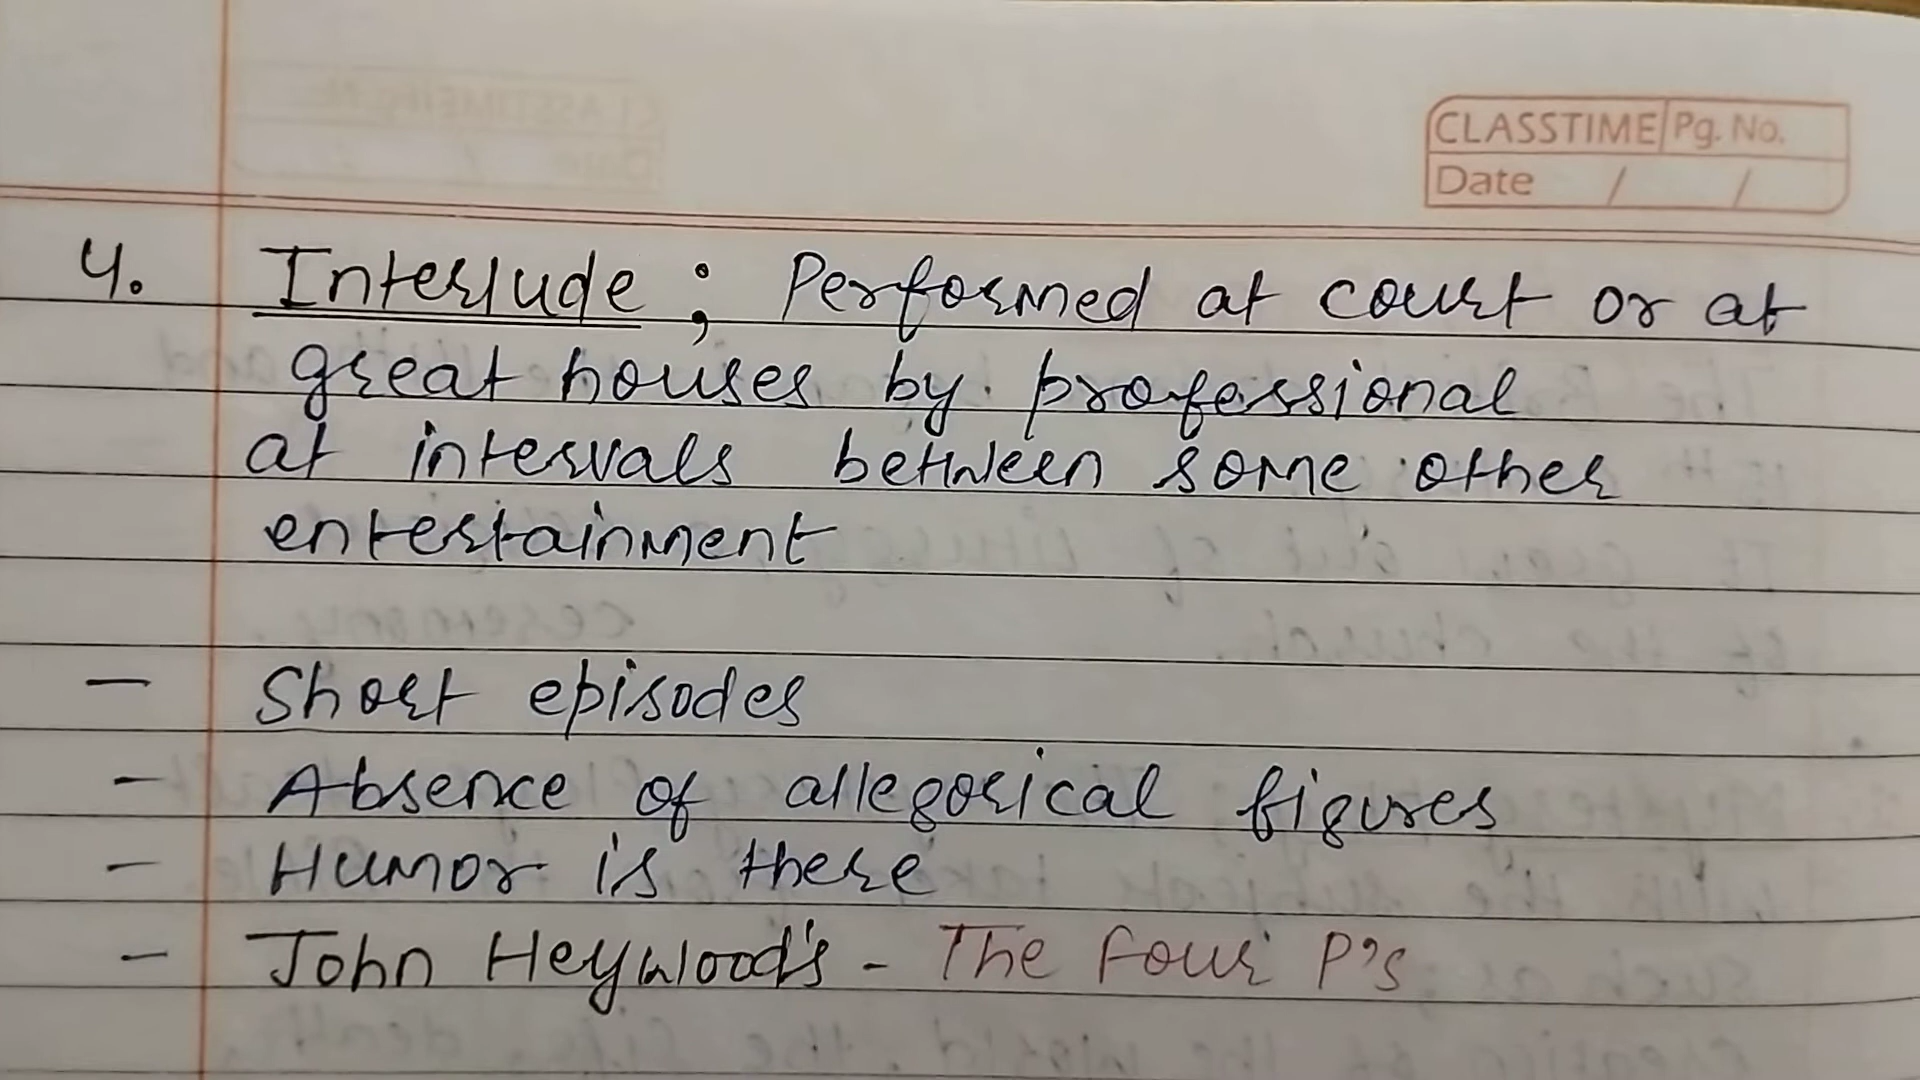 CLASSTIME Pg. No.
Date / /
4. Interlude ; Performed at court or at
great houses by professional
at intervals between some other
entertainment
- Short episodes
- Absence of allegorical figures
- Humor is there
- John Heywood's - The Four P's